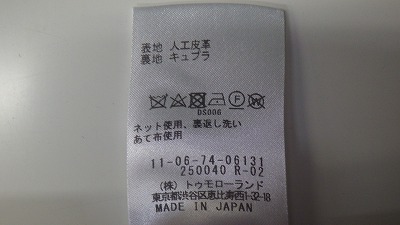 表地 人工皮革
裏地 キュプラ
DS006
ネット使用、裏返し洗い
あて布使用
11-06-74-06131
250040 R-02
(株) トゥモローランド
東京都渋谷区恵比寿西1-32-18
MADE IN JAPAN